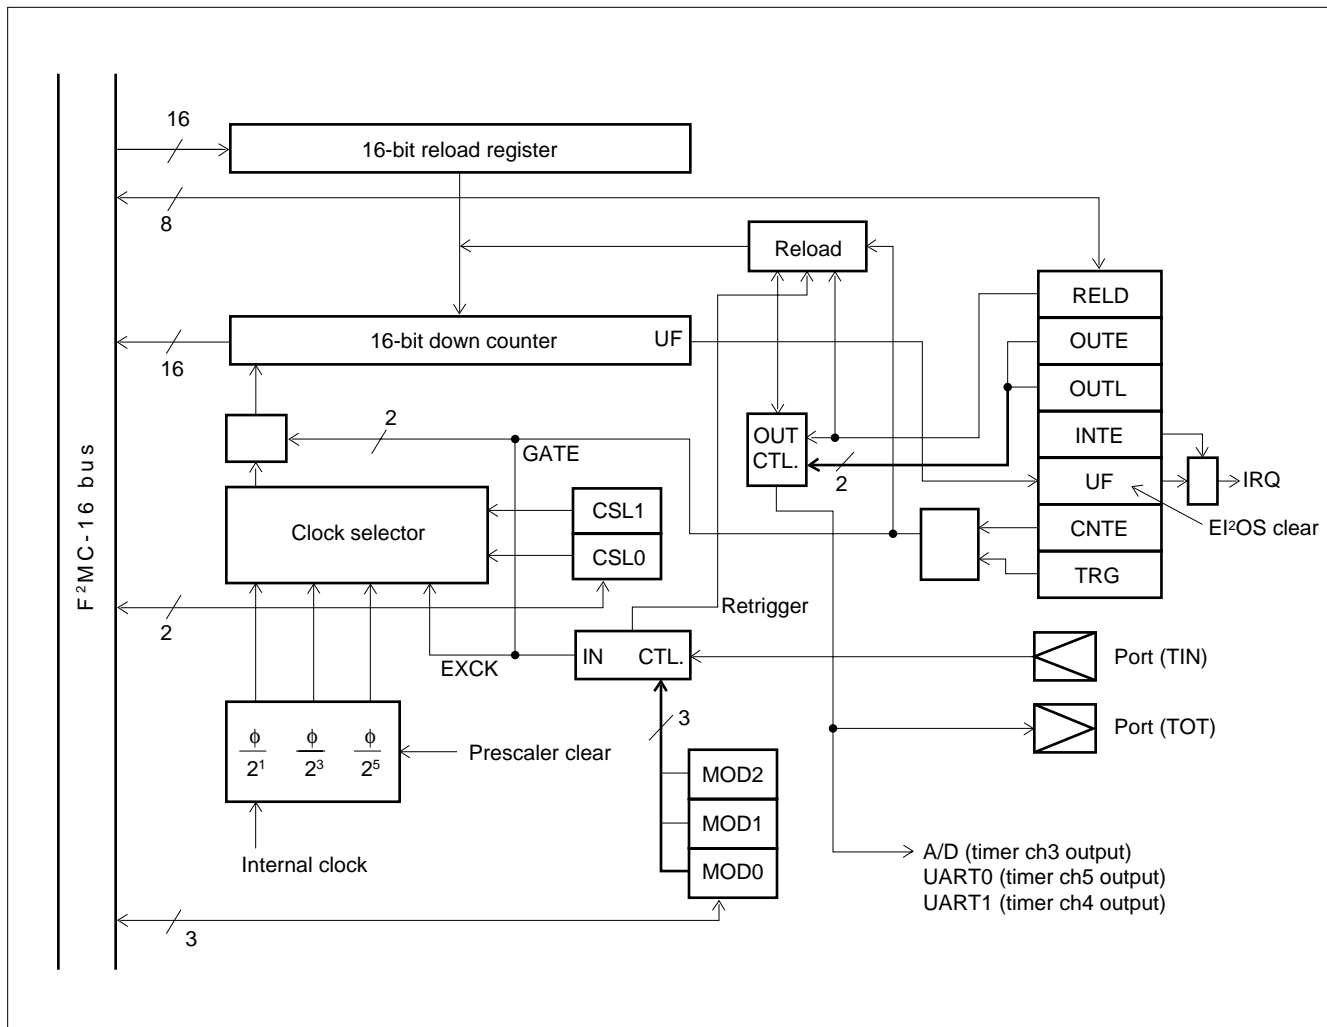 16
16-bit reload register
8
Reload
RELD
16-bit down counter UF
OUTE
16
OUTL
2
OUT
CTL.
INTE
GATE
2
UF
IRQ
CSL1
EI²OS clear
Clock selector
CNTE
CSL0
TRG
F²MC-16 bus
2
Retrigger
IN CTL.
Port (TIN)
EXCK
3
Port (TOT)
ϕ ϕ ϕ
2¹ 2³ 2⁵
Prescaler clear
MOD2
MOD1
Internal clock
MOD0
A/D (timer ch3 output)
UART0 (timer ch5 output)
UART1 (timer ch4 output)
3